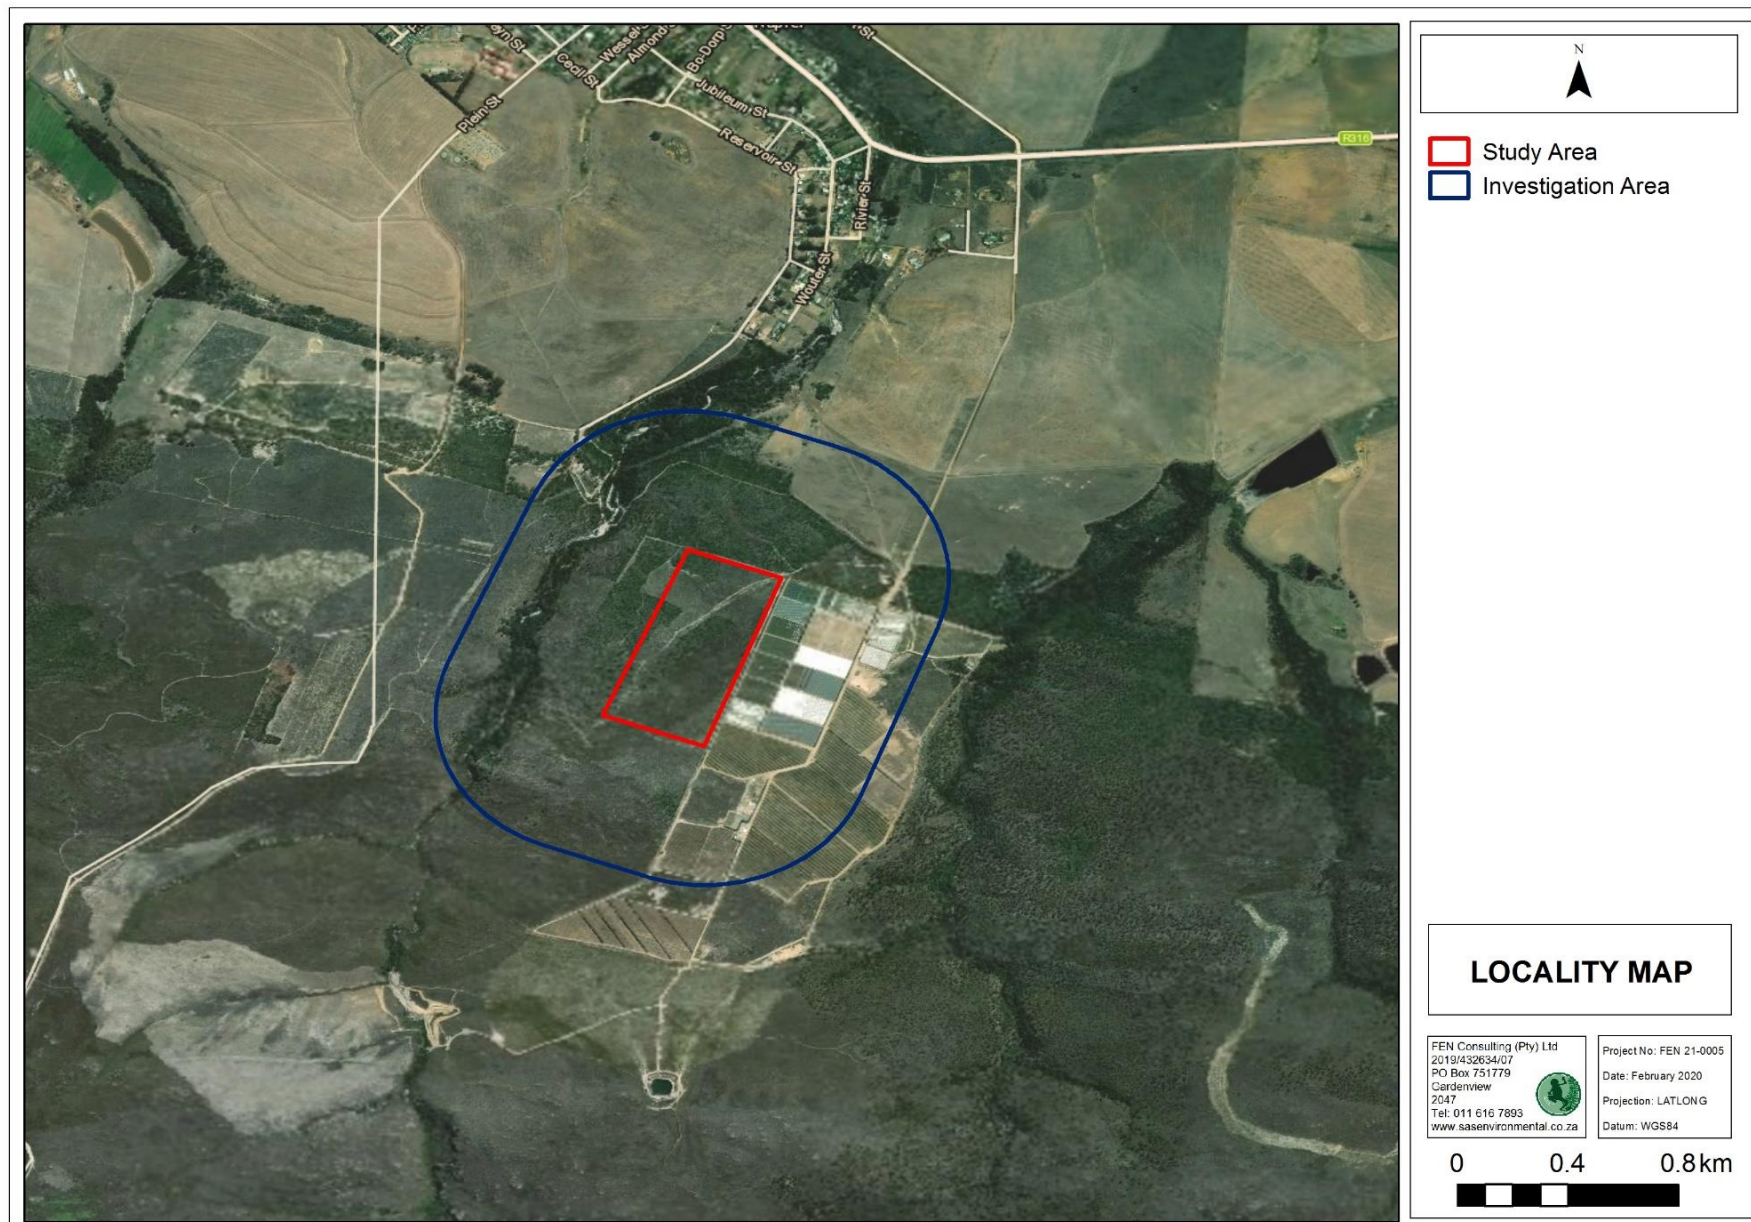 Cecil St
Wessel
Almond
Bo-Dorp
Jubileum St
Plein St
Reservoir St
Rivier St
Wouter St
R316
N
Study Area
Investigation Area
LOCALITY MAP
FEN Consulting (Pty) Ltd
2019/432634/07
PO Box 751779
Gardenview
2047
Tel: 011 616 7893
www.sasenvironmental.co.za
Project No: FEN 21-0005
Date: February 2020
Projection: LATLONG
Datum: WGS84
0 0.4 0.8 km